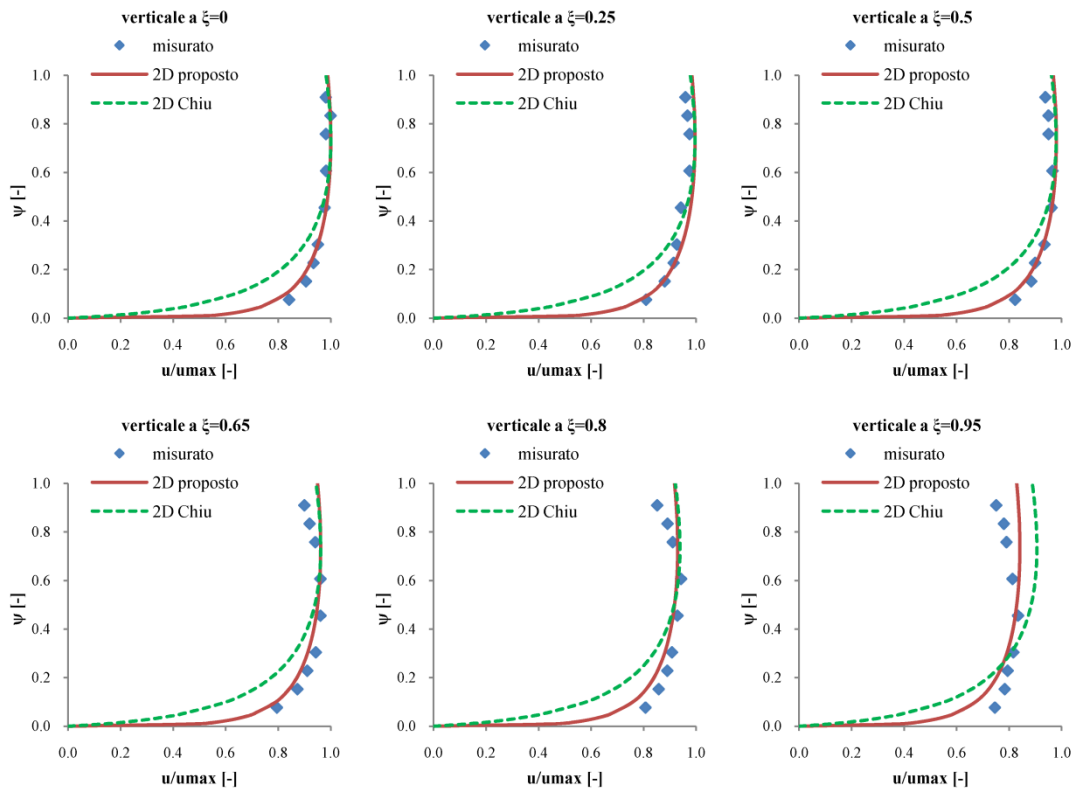 verticale a ξ=0
misurato
2D proposto
2D Chiu
1.0
0.8
0.6
0.4
0.2
0.0
ψ [-]
0.0 0.2 0.4 0.6 0.8 1.0
u/umax [-]
verticale a ξ=0.25
misurato
2D proposto
2D Chiu
1.0
0.8
0.6
0.4
0.2
0.0
ψ [-]
0.0 0.2 0.4 0.6 0.8 1.0
u/umax [-]
verticale a ξ=0.5
misurato
2D proposto
2D Chiu
1.0
0.8
0.6
0.4
0.2
0.0
ψ [-]
0.0 0.2 0.4 0.6 0.8 1.0
u/umax [-]
verticale a ξ=0.65
misurato
2D proposto
2D Chiu
1.0
0.8
0.6
0.4
0.2
0.0
ψ [-]
0.0 0.2 0.4 0.6 0.8 1.0
u/umax [-]
verticale a ξ=0.8
misurato
2D proposto
2D Chiu
1.0
0.8
0.6
0.4
0.2
0.0
ψ [-]
0.0 0.2 0.4 0.6 0.8 1.0
u/umax [-]
verticale a ξ=0.95
misurato
2D proposto
2D Chiu
1.0
0.8
0.6
0.4
0.2
0.0
ψ [-]
0.0 0.2 0.4 0.6 0.8 1.0
u/umax [-]